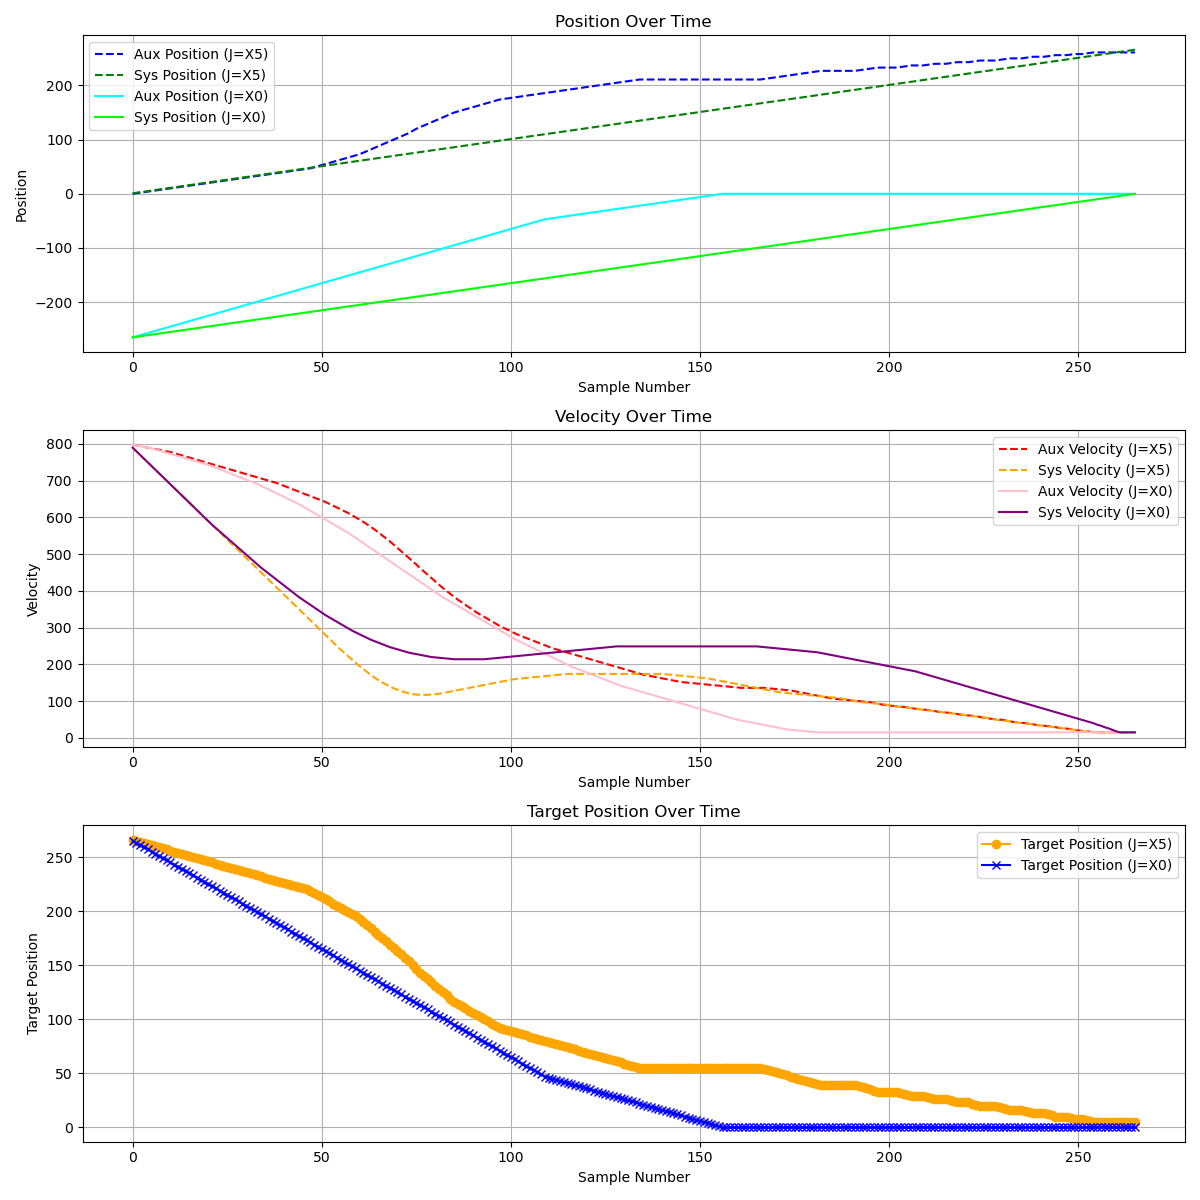 Position Over Time
Aux Position (J=X5)
Sys Position (J=X5)
Aux Position (J=X0)
Sys Position (J=X0)
Position
200
100
0
−100
−200
0 50 100 150 200 250
Sample Number
Velocity Over Time
Aux Velocity (J=X5)
Sys Velocity (J=X5)
Aux Velocity (J=X0)
Sys Velocity (J=X0)
Velocity
800
700
600
500
400
300
200
100
0
0 50 100 150 200 250
Sample Number
Target Position Over Time
Target Position (J=X5)
Target Position (J=X0)
Target Position
250
200
150
100
50
0
0 50 100 150 200 250
Sample Number